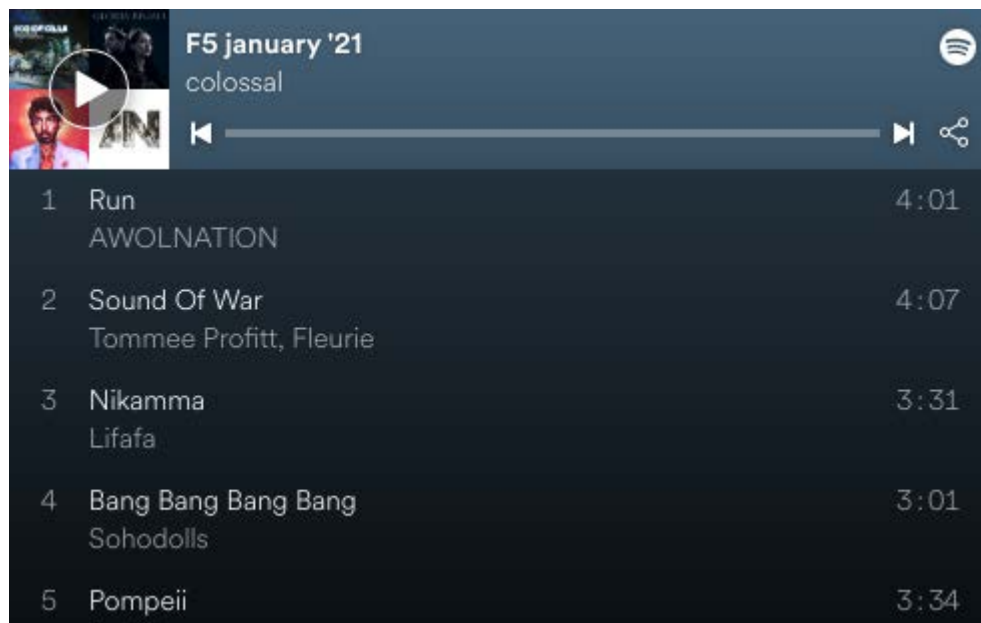 F5 january '21
colossal
1 Run 4:01
AWOLNATION
2 Sound Of War 4:07
Tommee Profitt, Fleurie
3 Nikamma 3:31
Lifafa
4 Bang Bang Bang Bang 3:01
Sohodolls
5 Pompeii 3:34